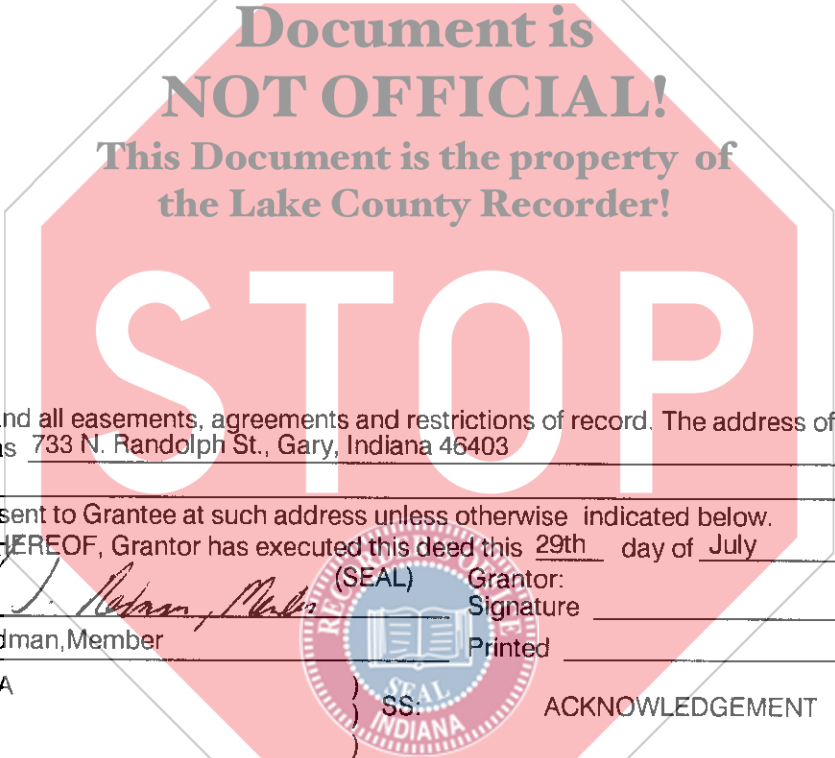 Document is
NOT OFFICIAL!
This Document is the property of
the Lake County Recorder!
STOP
nd all easements, agreements and restrictions of record. The address of
as 733 N. Randolph St., Gary, Indiana 46403
sent to Grantee at such address unless otherwise indicated below.
HEREOF, Grantor has executed this deed this 29th day of July
(SEAL) Grantor:
J. Member Signature
dman,Member Printed
A
) SS: ACKNOWLEDGEMENT
)
SEAL
INDIANA